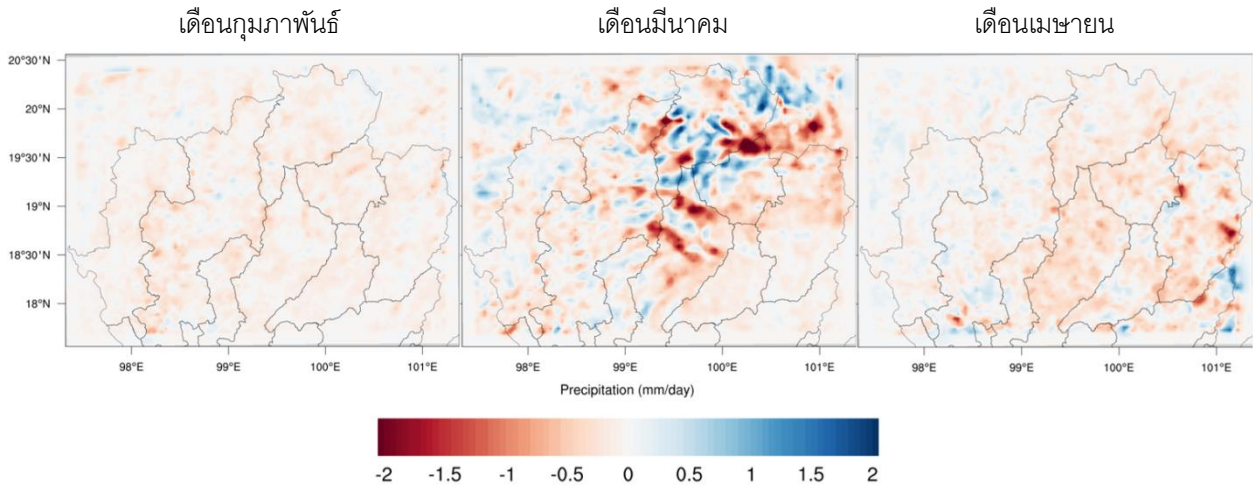 เดือนกุมภาพันธ์ เดือนมีนาคม เดือนเมษายน
20°30'N
20°N
19°30'N
19°N
18°30'N
18°N
98°E 99°E 100°E 101°E 98°E 99°E 100°E 101°E 98°E 99°E 100°E 101°E
Precipitation (mm/day)
-2 -1.5 -1 -0.5 0 0.5 1 1.5 2